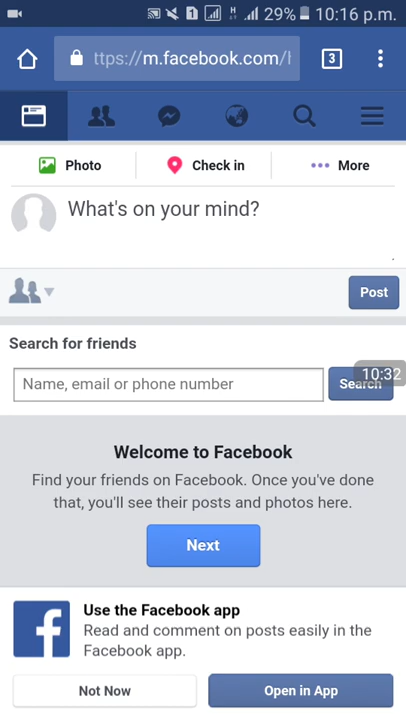 1 H 29% 10:16 p.m.
ttps://m.facebook.com/l 3
Photo Check in More
What's on your mind?
Post
Search for friends
Name, email or phone number Search
10:32
Welcome to Facebook
Find your friends on Facebook. Once you've done
that, you'll see their posts and photos here.
Next
Use the Facebook app
Read and comment on posts easily in the
Facebook app.
Not Now Open in App